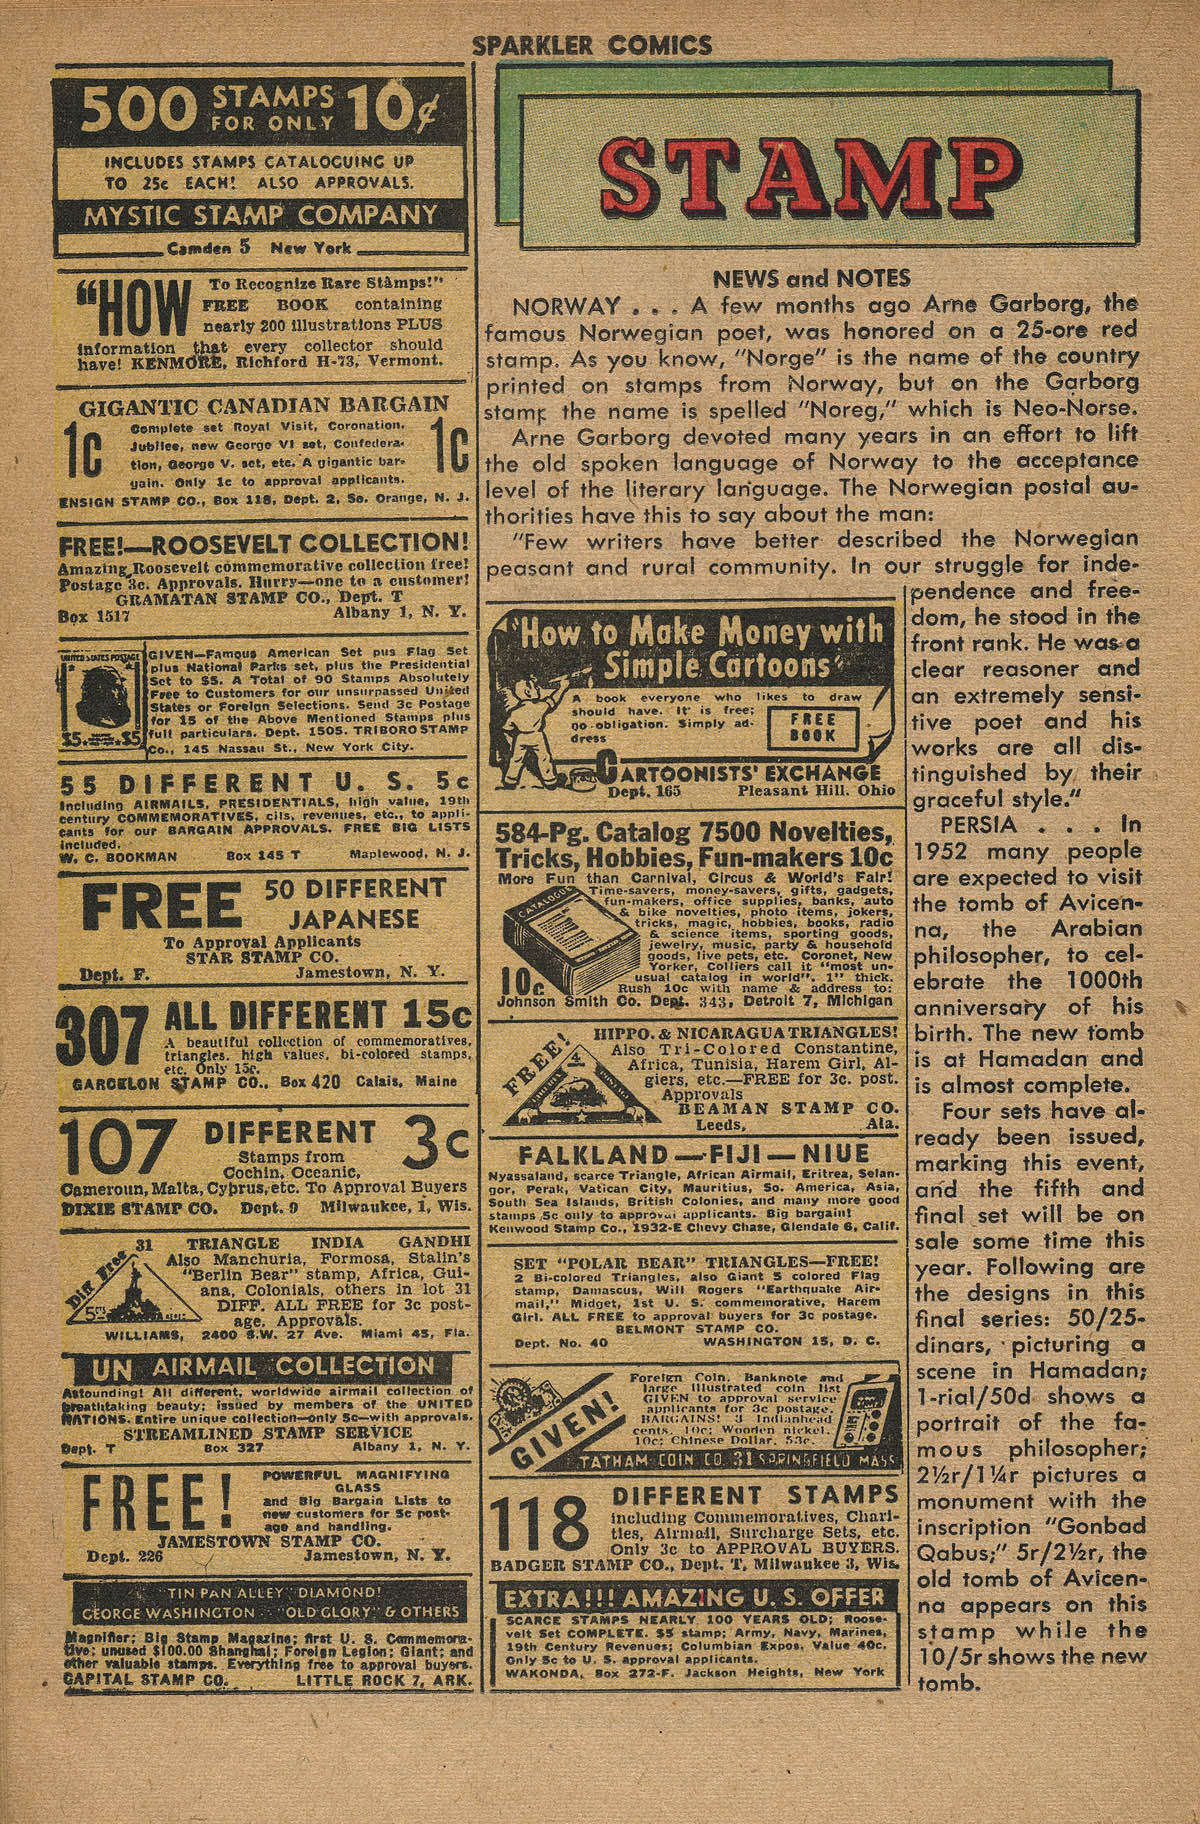 SPARKLER COMICS
500 STAMPS FOR ONLY 10¢
INCLUDES STAMPS CATALOGUING UP
TO 25c EACH! ALSO APPROVALS.
MYSTIC STAMP COMPANY
Camden 5 New York
"HOW To Recognize Rare Stamps!"
FREE BOOK containing
nearly 200 illustrations PLUS
information that every collector should
have! KENMORE, Richford H-73, Vermont.
GIGANTIC CANADIAN BARGAIN
1c 1c
Complete set Royal Visit, Coronation,
Jubilee, new George VI set, Confedera-
tion, George V. set, etc. A gigantic bar-
gain. Only 1c to approval applicants.
ENSIGN STAMP CO., Box 118, Dept. 2, So. Orange, N. J.
FREE!—ROOSEVELT COLLECTION!
Amazing Roosevelt commemorative collection free!
Postage 3c. Approvals. Hurry—one to a customer!
GRAMATAN STAMP CO., Dept. T
Box 1517 Albany 1, N. Y.
UNITED STATES POSTAGE
$5 $5
GIVEN—Famous American Set pus Flag Set
plus National Parks set, plus the Presidential
Set to $5. A Total of 90 Stamps Absolutely
Free to Customers for our unsurpassed United
States or Foreign Selections. Send 3c Postage
for 15 of the Above Mentioned Stamps plus
full particulars. Dept. 1505. TRIBORO STAMP
Co., 145 Nassau St., New York City.
55 DIFFERENT U. S. 5c
Including AIRMAILS, PRESIDENTIALS, high value, 19th
century COMMEMORATIVES, cils, revenues, etc., to appli-
cants for our BARGAIN APPROVALS. FREE BIG LISTS
included.
W. C. BOOKMAN Box 145 T Maplewood, N. J.
FREE 50 DIFFERENT
JAPANESE
To Approval Applicants
STAR STAMP CO.
Dept. F. Jamestown, N. Y.
307 ALL DIFFERENT 15c
A beautiful collection of commemoratives,
triangles, high values, bi-colored stamps,
etc. Only 15c.
GARCELON STAMP CO., Box 420 Calais, Maine
107 DIFFERENT 3c
Stamps from
Cochin, Oceanic,
Cameroun, Malta, Cyprus, etc. To Approval Buyers
DIXIE STAMP CO. Dept. 9 Milwaukee, 1, Wis.
31 TRIANGLE INDIA GANDHI
Diff Free
5cts
Also Manchuria, Formosa, Stalin's
"Berlin Bear" stamp, Africa, Gui-
ana, Colonials, others in lot 31
DIFF. ALL FREE for 3c post-
age. Approvals.
WILLIAMS, 2400 S.W. 27 Ave. Miami 45, Fla.
UN AIRMAIL COLLECTION
Astounding! All different, worldwide airmail collection of
breathtaking beauty; issued by members of the UNITED
NATIONS. Entire unique collection—only 5c—with approvals.
STREAMLINED STAMP SERVICE
Dept. T Box 327 Albany 1, N. Y.
FREE! POWERFUL MAGNIFYING
GLASS
and Big Bargain Lists to
new customers for 5c post-
age and handling.
JAMESTOWN STAMP CO.
Dept. 226 Jamestown, N. Y.
"TIN PAN ALLEY" DIAMOND!
GEORGE WASHINGTON "OLD GLORY" & OTHERS
Magnifier; Big Stamp Magazine; first U. S. Commemora-
tive; unused $100.00 Shanghai; Foreign Legion; Giant; and
other valuable stamps. Everything free to approval buyers.
CAPITAL STAMP CO. LITTLE ROCK 7, ARK.
STAMP
NEWS and NOTES
NORWAY . . . A few months ago Arne Garborg, the
famous Norwegian poet, was honored on a 25-ore red
stamp. As you know, "Norge" is the name of the country
printed on stamps from Norway, but on the Garborg
stamp the name is spelled "Noreg," which is Neo-Norse.
Arne Garborg devoted many years in an effort to lift
the old spoken language of Norway to the acceptance
level of the literary language. The Norwegian postal au-
thorities have this to say about the man:
"Few writers have better described the Norwegian
peasant and rural community. In our struggle for inde-
pendence and free-
dom, he stood in the
front rank. He was a
clear reasoner and
an extremely sensi-
tive poet and his
works are all dis-
tinguished by their
graceful style."
PERSIA . . . In
1952 many people
are expected to visit
the tomb of Avicen-
na, the Arabian
philosopher, to cel-
ebrate the 1000th
anniversary of his
birth. The new tomb
is at Hamadan and
is almost complete.
Four sets have al-
ready been issued,
marking this event,
and the fifth and
final set will be on
sale some time this
year. Following are
the designs in this
final series: 50/25-
dinars, picturing a
scene in Hamadan;
1-rial/50d shows a
portrait of the fa-
mous philosopher;
2½r/1¼r pictures a
monument with the
inscription "Gonbad
Qabus;" 5r/2½r, the
old tomb of Avicen-
na appears on this
stamp while the
10/5r shows the new
tomb.
"How to Make Money with
Simple Cartoons"
A book everyone who likes to draw
should have. It is free;
no obligation. Simply ad-
dress
FREE
BOOK
CARTOONISTS' EXCHANGE
Dept. 165 Pleasant Hill, Ohio
584-Pg. Catalog 7500 Novelties,
Tricks, Hobbies, Fun-makers 10c
More Fun than Carnival, Circus & World's Fair!
CATALOGUE
10c
Time-savers, money-savers, gifts, gadgets,
fun-makers, office supplies, banks, auto
& bike novelties, photo items, jokers,
tricks, magic, hobbies, books, radio
& science items, sporting goods,
jewelry, music, party & household
goods, live pets, etc. Coronet, New
Yorker, Colliers call it "most un-
usual catalog in world". 1" thick.
Rush 10c with name & address to:
Johnson Smith Co. Dept. 343, Detroit 7, Michigan
FREE!
HIPPO. & NICARAGUA TRIANGLES!
Also Tri-Colored Constantine,
Africa, Tunisia, Harem Girl, Al-
giers, etc.—FREE for 3c. post.
Approvals
BEAMAN STAMP CO.
Leeds, Ala.
FALKLAND—FIJI—NIUE
Nyassaland, scarce Triangle, African Airmail, Eritrea, Selan-
gor, Perak, Vatican City, Mauritius, So. America, Asia,
South Sea Islands, British Colonies, and many more good
stamps 5c only to approval applicants. Big bargain!
Kenwood Stamp Co., 1932-E Chevy Chase, Glendale 6, Calif.
SET "POLAR BEAR" TRIANGLES—FREE!
2 Bi-colored Triangles, also Giant 5 colored Flag
stamp, Damascus, Will Rogers "Earthquake Air-
mail," Midget, 1st U. S. commemorative, Harem
Girl. ALL FREE to approval buyers for 3c postage.
BELMONT STAMP CO.
Dept. No. 40 WASHINGTON 15, D. C.
GIVEN!
Foreign Coin, Banknote and
large illustrated coin list
GIVEN to approval service
applicants for 3c postage.
BARGAINS! 3 Indianhead
cents, 10c; Wooden nickel,
10c; Chinese Dollar, 53c.
TATHAM COIN CO. 31 SPRINGFIELD MASS
118 DIFFERENT STAMPS
including Commemoratives, Chari-
ties, Airmail, Surcharge Sets, etc.
Only 3c to APPROVAL BUYERS.
BADGER STAMP CO., Dept. T, Milwaukee 3, Wis.
EXTRA!!! AMAZING U. S. OFFER
SCARCE STAMPS NEARLY 100 YEARS OLD; Roose-
velt Set COMPLETE. $5 stamp; Army, Navy, Marines,
19th Century Revenues; Columbian Expos. Value 40c.
Only 5c to U. S. approval applicants.
WAKONDA, Box 272-F. Jackson Heights, New York